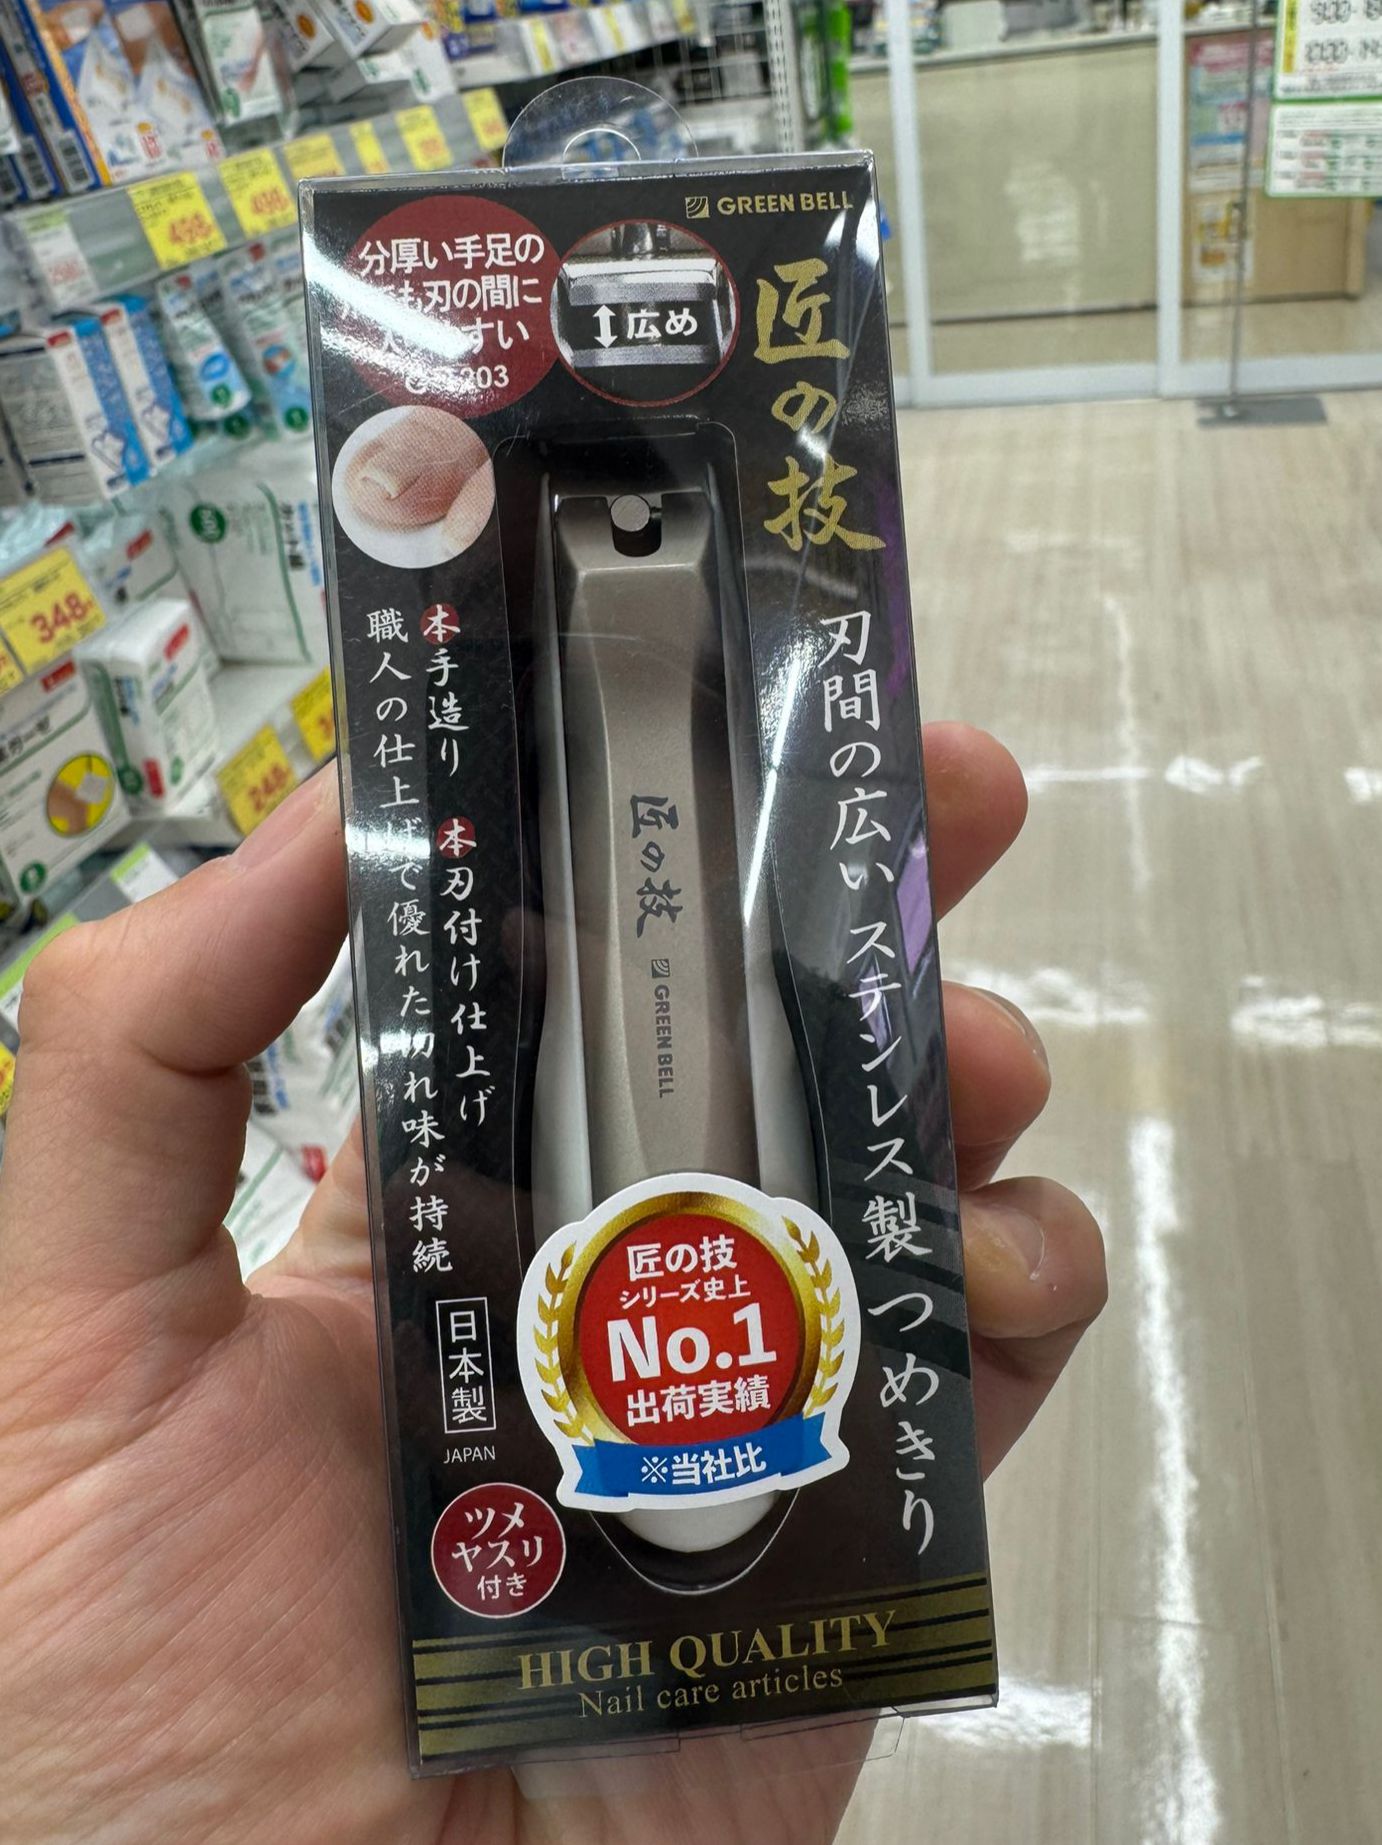 GREEN BELL
分厚い手足の
も刃の間に
すい
203
広め
匠の技
刃間の広い ステンレス製 つめきり
本手造り 本刃付け仕上げ
職人の仕上げで優れた切れ味が持続
匠の技
GREEN BELL
匠の技
シリーズ史上
No.1
出荷実績
※当社比
日本製
JAPAN
ツメ
ヤスリ
付き
HIGH QUALITY
Nail care articles
498
498
348
248